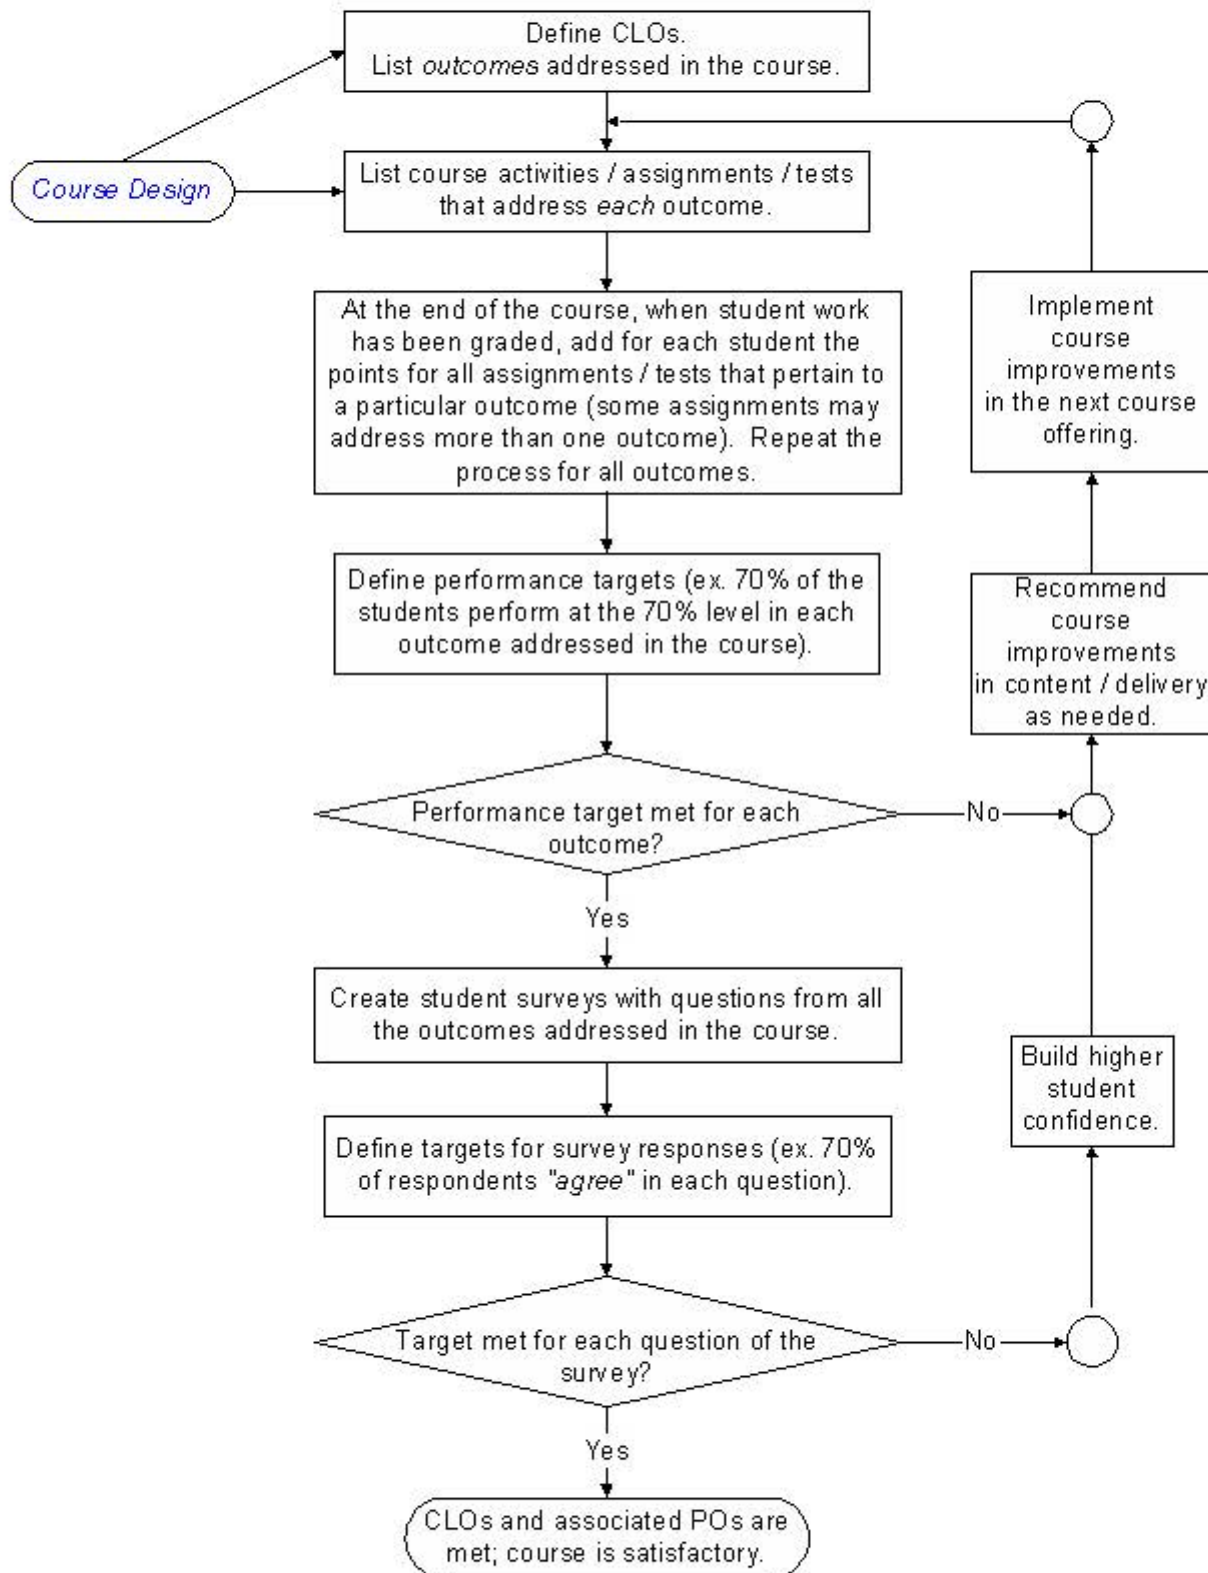 Define CLOs.
List outcomes addressed in the course.
Course Design
List course activities / assignments / tests
that address each outcome.
At the end of the course, when student work
has been graded, add for each student the
points for all assignments / tests that pertain to
a particular outcome (some assignments may
address more than one outcome).  Repeat the
process for all outcomes.
Implement
course
improvements
in the next course
offering.
Define performance targets (ex. 70% of the
students perform at the 70% level in each
outcome addressed in the course).
Recommend
course
improvements
in content / delivery
as needed.
Performance target met for each
outcome?
No
Yes
Create student surveys with questions from all
the outcomes addressed in the course.
Build higher
student
confidence.
Define targets for survey responses (ex. 70%
of respondents "agree" in each question).
Target met for each question of the
survey?
No
Yes
CLOs and associated POs are
met; course is satisfactory.